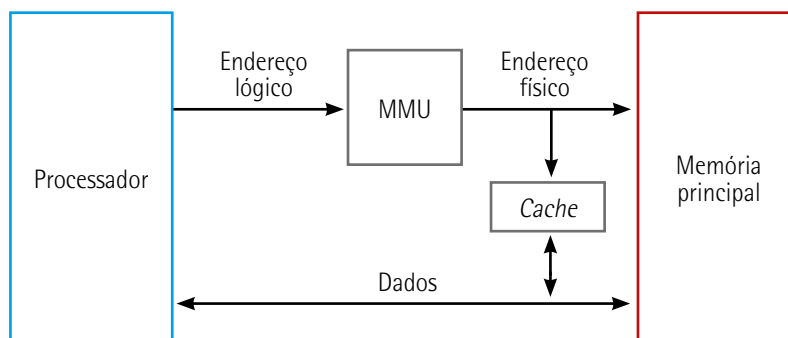 Endereço
lógico
MMU
Endereço
físico
Processador
Memória
principal
Cache
Dados